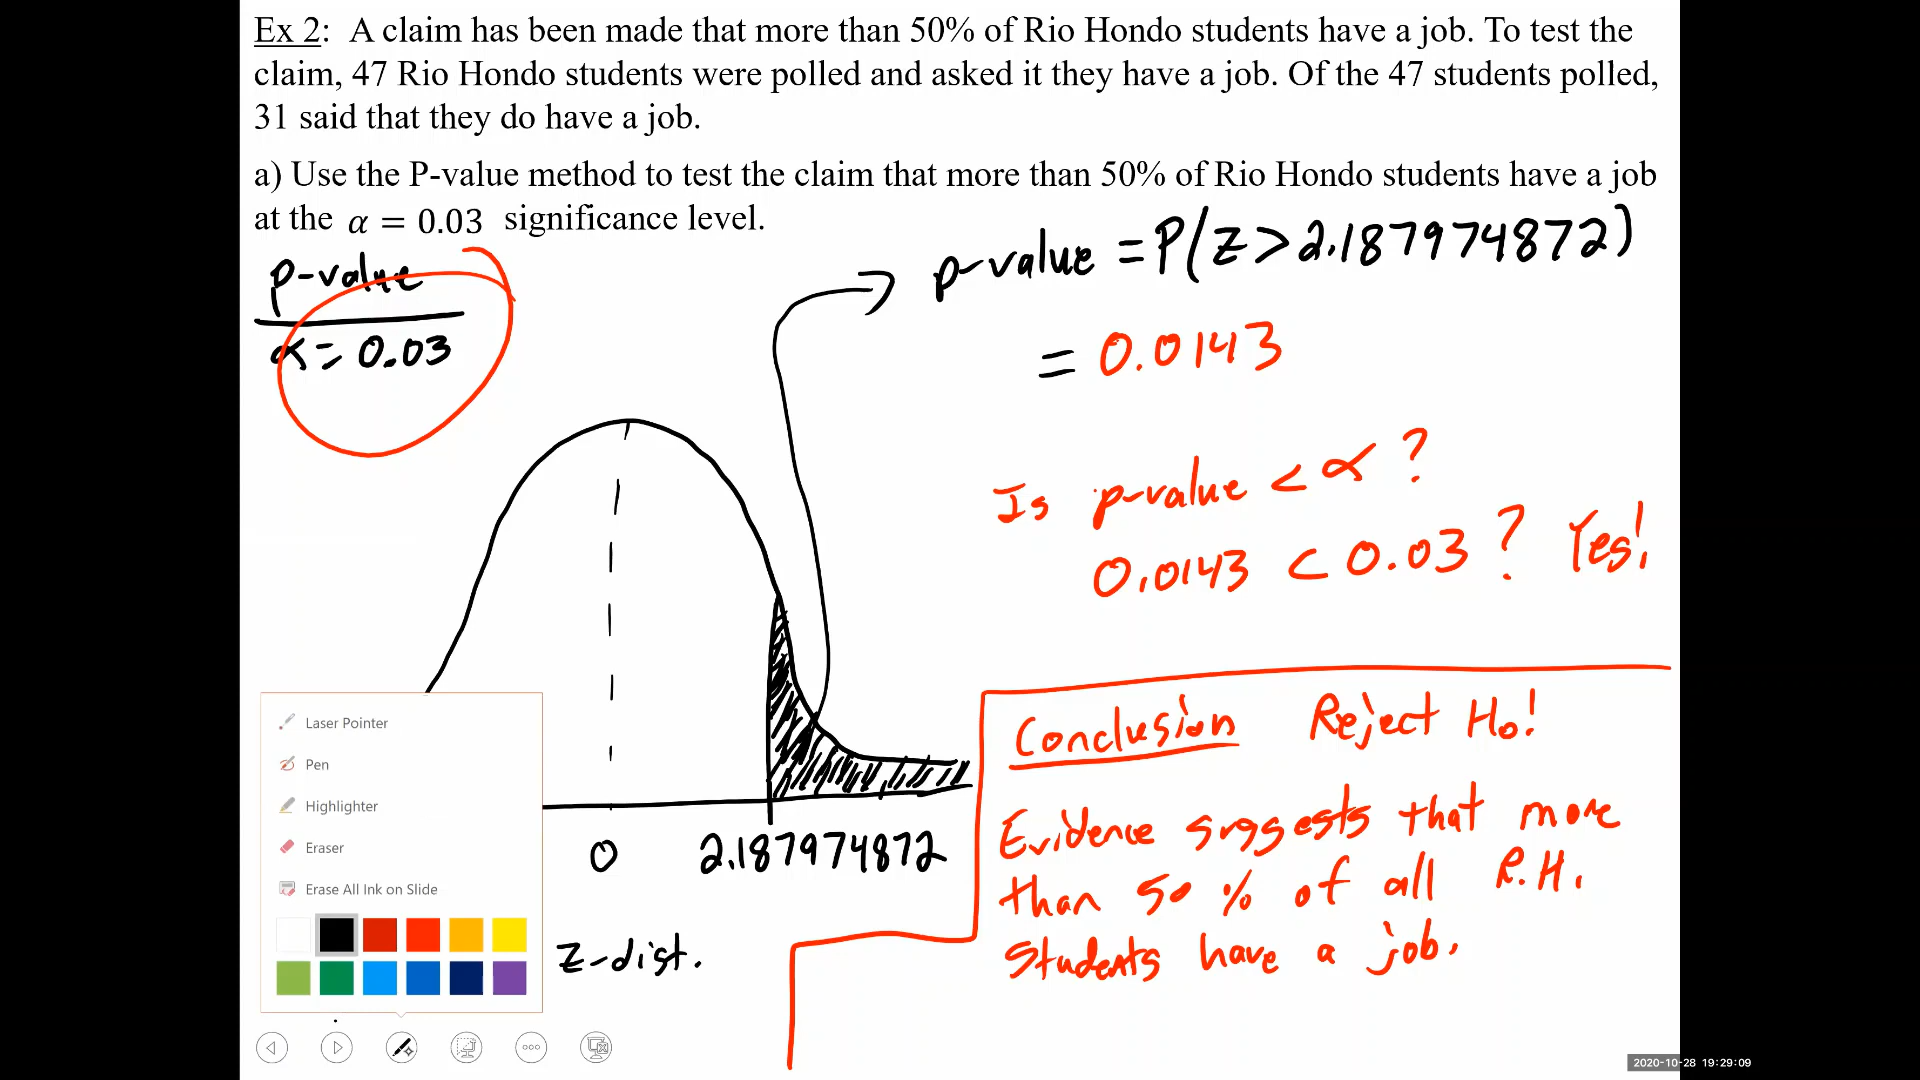 Ex 2: A claim has been made that more than 50% of Rio Hondo students have a job. To test the
claim, 47 Rio Hondo students were polled and asked it they have a job. Of the 47 students polled,
31 said that they do have a job.
a) Use the P-value method to test the claim that more than 50% of Rio Hondo students have a job
at the α = 0.03 significance level.
p-value
α = 0.03
p-value = P(Z > 2.187974872)
= 0.0143
Is p-value < α ?
0.0143 < 0.03 ? Yes!
Conclusion Reject H₀!
Evidence suggests that more
than 50 % of all R.H.
students have a job.
0 2.187974872
Z-dist.
Laser Pointer
Pen
Highlighter
Eraser
Erase All Ink on Slide
2020-10-28 19:29:09